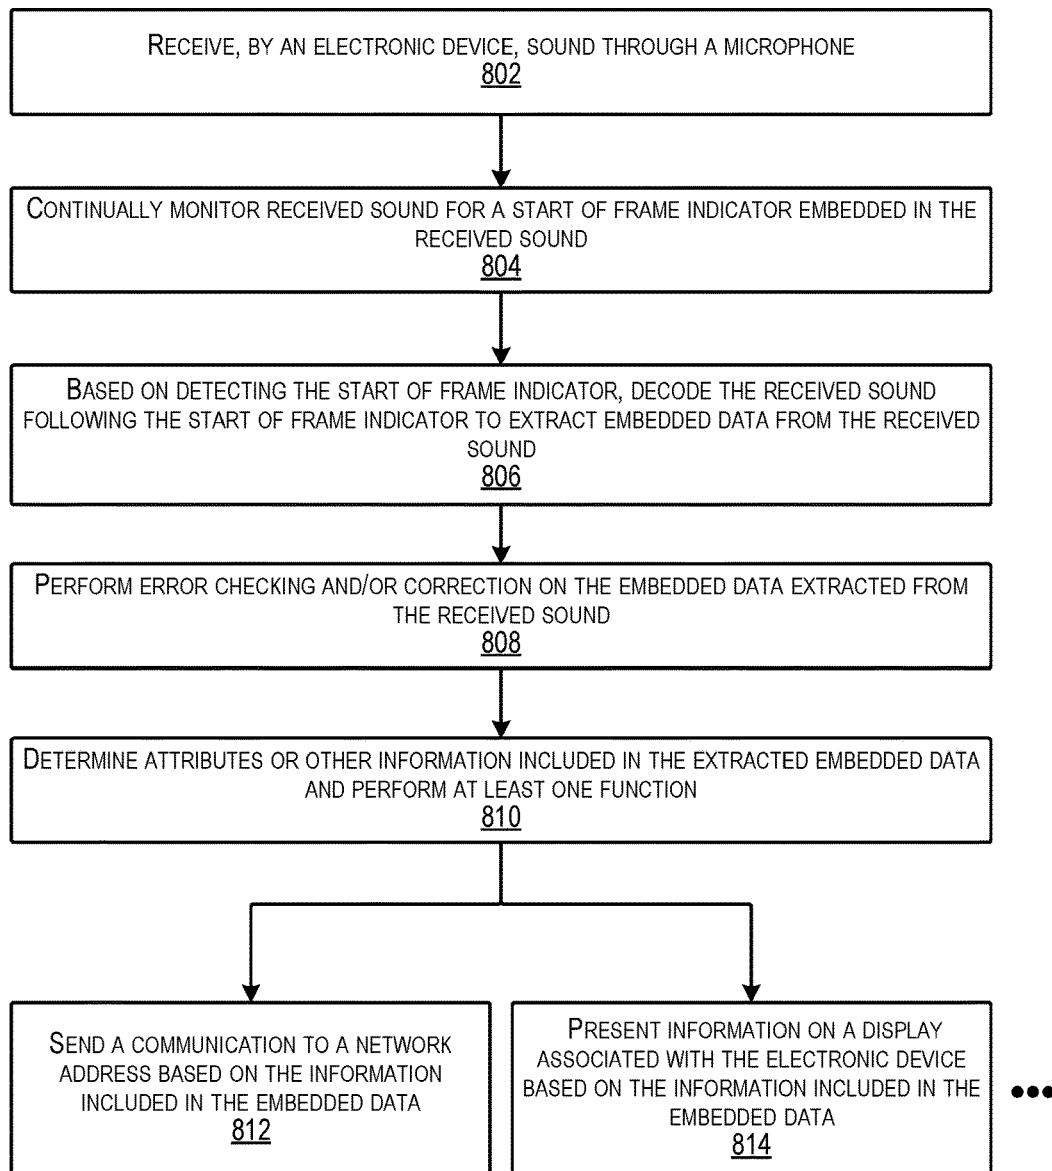 RECEIVE, BY AN ELECTRONIC DEVICE, SOUND THROUGH A MICROPHONE
802
CONTINUALLY MONITOR RECEIVED SOUND FOR A START OF FRAME INDICATOR EMBEDDED IN THE
RECEIVED SOUND
804
BASED ON DETECTING THE START OF FRAME INDICATOR, DECODE THE RECEIVED SOUND
FOLLOWING THE START OF FRAME INDICATOR TO EXTRACT EMBEDDED DATA FROM THE RECEIVED
SOUND
806
PERFORM ERROR CHECKING AND/OR CORRECTION ON THE EMBEDDED DATA EXTRACTED FROM
THE RECEIVED SOUND
808
DETERMINE ATTRIBUTES OR OTHER INFORMATION INCLUDED IN THE EXTRACTED EMBEDDED DATA
AND PERFORM AT LEAST ONE FUNCTION
810
SEND A COMMUNICATION TO A NETWORK
ADDRESS BASED ON THE INFORMATION
INCLUDED IN THE EMBEDDED DATA
812
PRESENT INFORMATION ON A DISPLAY
ASSOCIATED WITH THE ELECTRONIC DEVICE
BASED ON THE INFORMATION INCLUDED IN THE
EMBEDDED DATA
814
•••